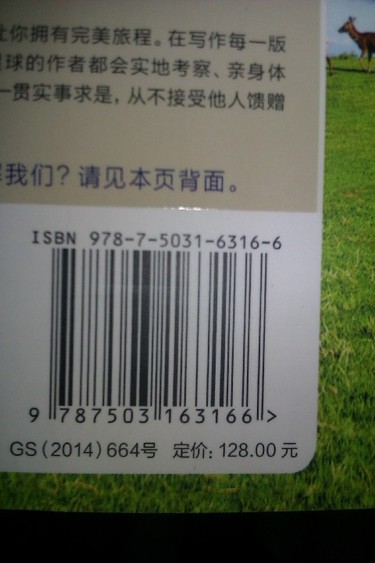 让你拥有完美旅程。在写作每一版
球的作者都会实地考察、亲身体
一贯实事求是，从不接受他人馈赠
我们？请见本页背面。
ISBN 978-7-5031-6316-6
9 787503 163166 >
GS(2014)664号 定价: 128.00 元